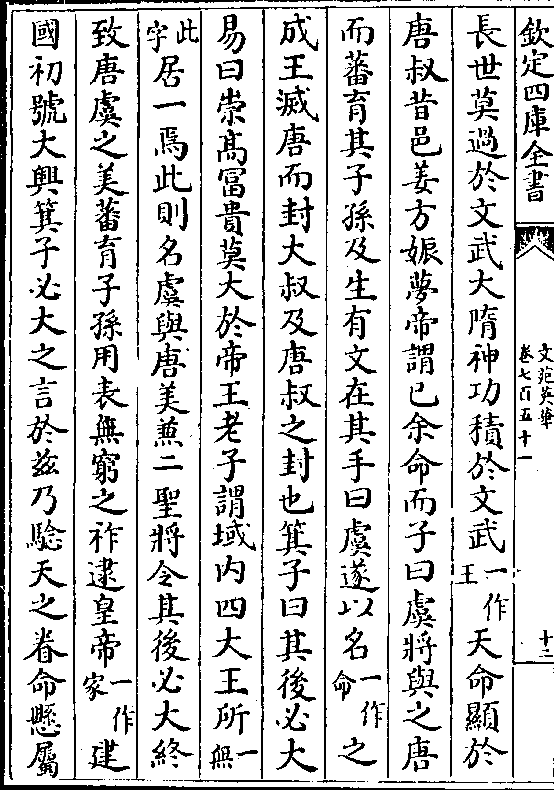 欽定四庫全書
文苑英華
卷七百五十一
十二
長世莫過於文武大隋神功積於文武一作王天命顯於
唐叔昔邑姜方娠夢帝謂已余命而子曰虞將與之唐
而蕃育其子孫及生有文在其手曰虞遂以名一作命之
成王滅唐而封大叔及唐叔之封也箕子曰其後必大
易曰崇髙富貴莫大於帝王老子謂域内四大王所一無
此字居一焉此則名虞與唐美兼二聖將令其後必大終
致唐虞之美蕃育子孫用表無窮之祚逮皇帝一作家建
國初號大興箕子必大之言於兹乃騐天之眷命懸屬